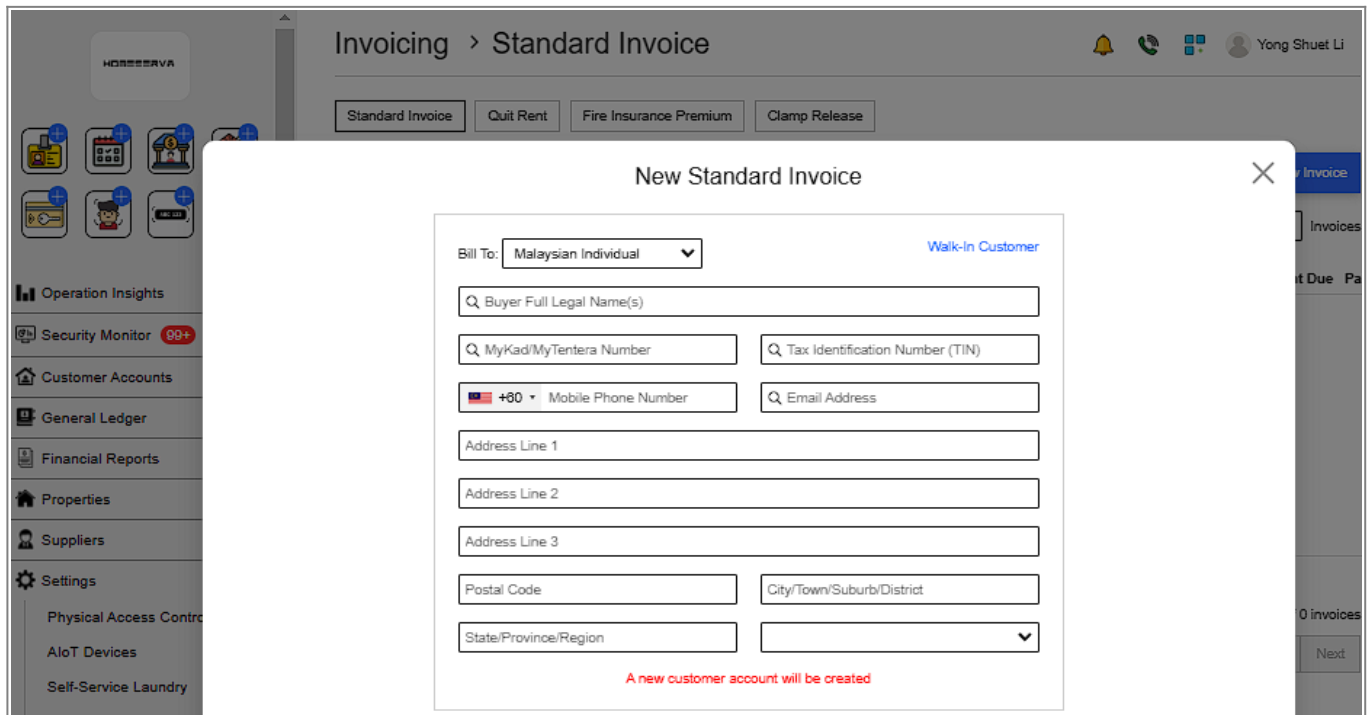 HOMESERVA
Invoicing > Standard Invoice
Yong Shuet Li
Standard Invoice
Quit Rent
Fire Insurance Premium
Clamp Release
Invoice
Invoices
Due Pa
Operation Insights
Security Monitor 99+
Customer Accounts
General Ledger
Financial Reports
Properties
Suppliers
Settings
Physical Access Contro
AIoT Devices
Self-Service Laundry
New Standard Invoice
Bill To: Malaysian Individual
Walk-In Customer
Buyer Full Legal Name(s)
MyKad/MyTentera Number
Tax Identification Number (TIN)
+60 Mobile Phone Number
Email Address
Address Line 1
Address Line 2
Address Line 3
Postal Code
City/Town/Suburb/District
State/Province/Region
A new customer account will be created
0 invoices
Next